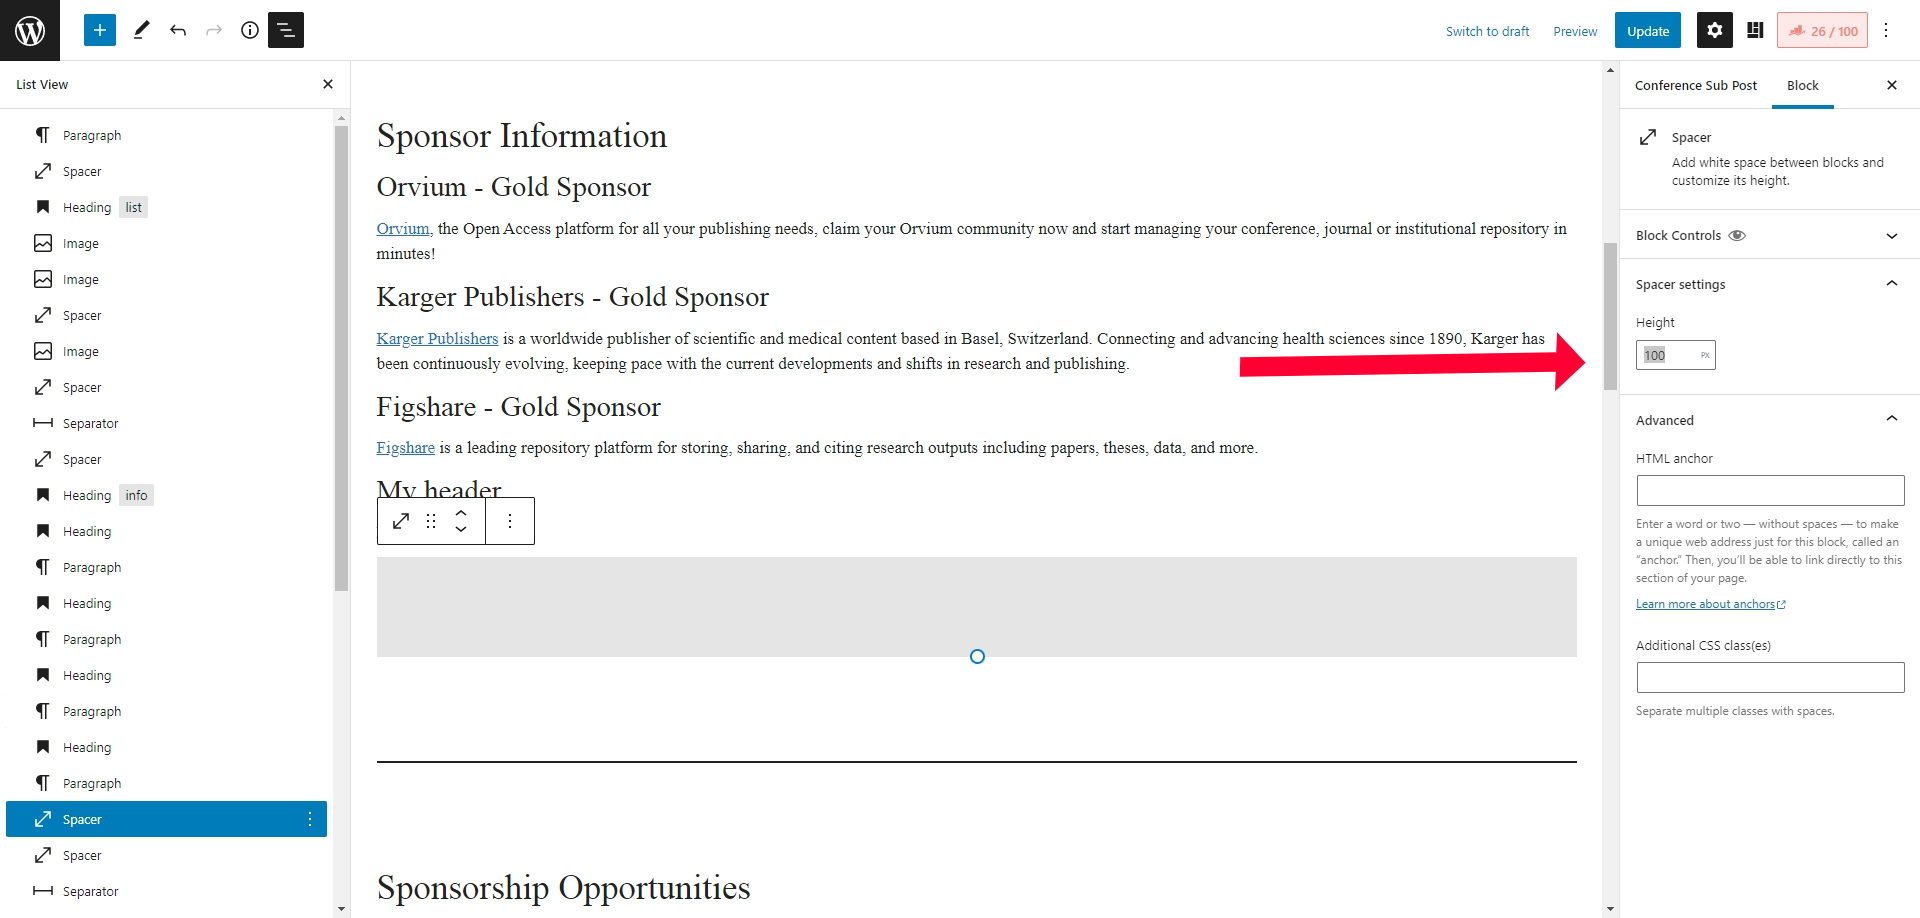 Switch to draft
Preview
Update
26 / 100
List View
Paragraph
Spacer
Heading list
Image
Image
Spacer
Image
Spacer
Separator
Spacer
Heading info
Heading
Paragraph
Heading
Paragraph
Heading
Paragraph
Heading
Paragraph
Spacer
Spacer
Separator
Sponsor Information
Orvium - Gold Sponsor
Orvium, the Open Access platform for all your publishing needs, claim your Orvium community now and start managing your conference, journal or institutional repository in
minutes!
Karger Publishers - Gold Sponsor
Karger Publishers is a worldwide publisher of scientific and medical content based in Basel, Switzerland. Connecting and advancing health sciences since 1890, Karger has
been continuously evolving, keeping pace with the current developments and shifts in research and publishing.
Figshare - Gold Sponsor
Figshare is a leading repository platform for storing, sharing, and citing research outputs including papers, theses, data, and more.
My header
Sponsorship Opportunities
Conference Sub Post
Block
Spacer
Add white space between blocks and
customize its height.
Block Controls
Spacer settings
Height
100 PX
Advanced
HTML anchor
Enter a word or two — without spaces — to make
a unique web address just for this block, called an
“anchor.” Then, you’ll be able to link directly to this
section of your page.
Learn more about anchors
Additional CSS class(es)
Separate multiple classes with spaces.